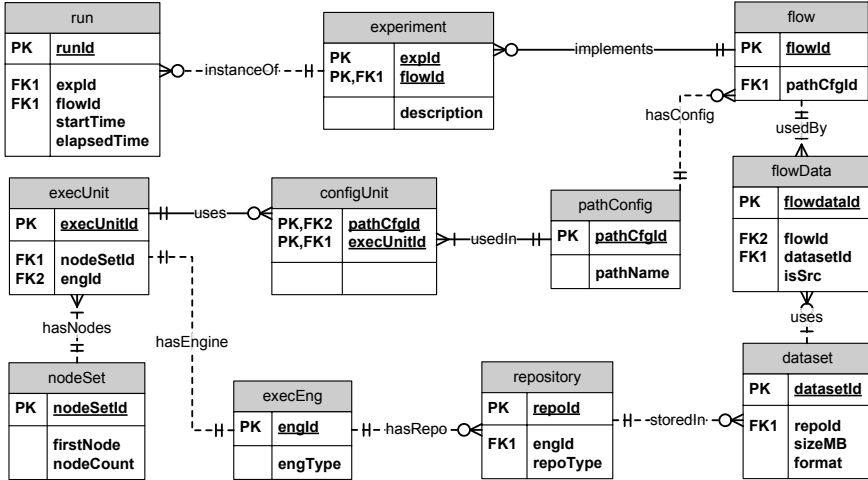 run
PK runId
FK1 expId
FK1 flowId
startTime
elapsedTime
instanceOf
experiment
PK expId
PK,FK1 flowId
description
implements
flow
PK flowId
FK1 pathCfgId
hasConfig
usedBy
execUnit
PK execUnitId
FK1 nodeSetId
FK2 engId
uses
configUnit
PK,FK2 pathCfgId
PK,FK1 execUnitId
usedIn
pathConfig
PK pathCfgId
pathName
flowData
PK flowdataId
FK2 flowId
FK1 datasetId
isSrc
hasNodes
hasEngine
uses
nodeSet
PK nodeSetId
firstNode
nodeCount
execEng
PK engId
engType
hasRepo
repository
PK repoId
FK1 engId
repoType
storedIn
dataset
PK datasetId
FK1 repoId
sizeMB
format